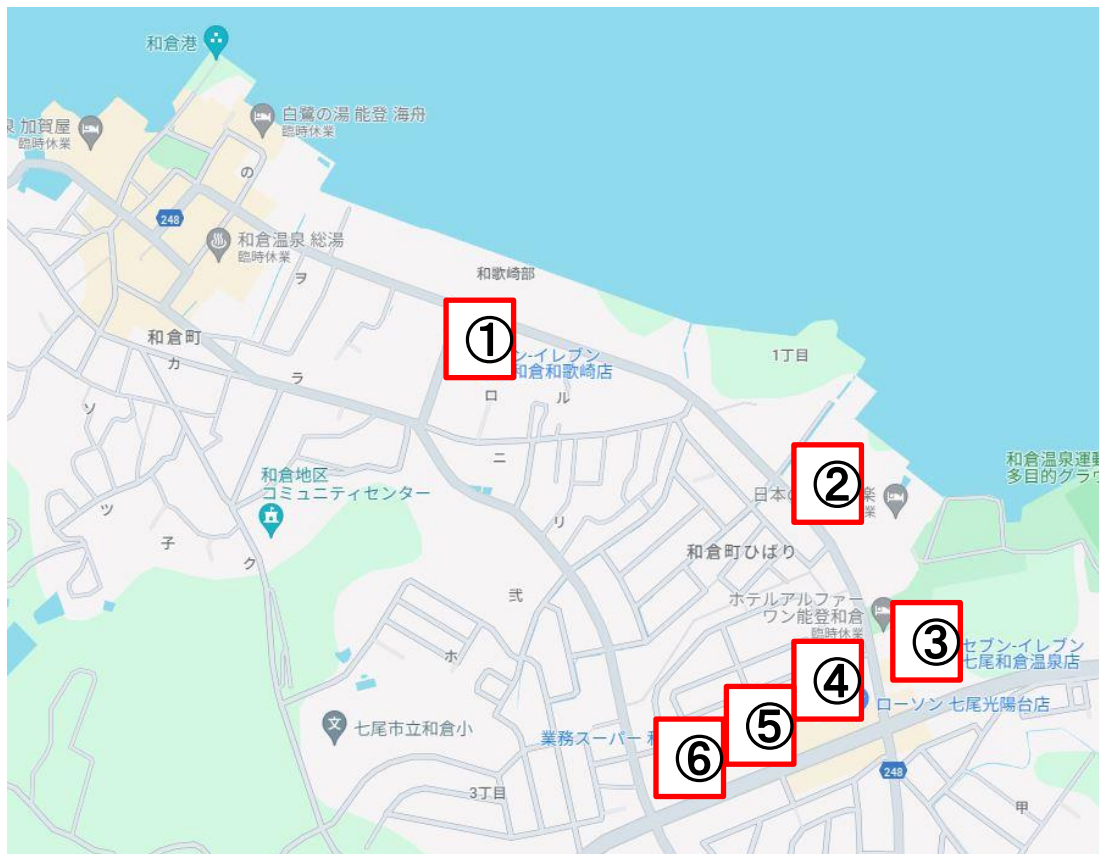 和倉港
白鷺の湯 能登 海舟
臨時休業
泉 加賀屋
臨時休業
の
248
和倉温泉 総湯
臨時休業
ヲ
和歌崎部
和倉町
①
ン-イレブン
和倉和歌崎店
1丁目
カ
ラ
ロ
ル
ソ
ニ
和倉地区
コミュニティセンター
②
和倉温泉運動
多目的グラウ
日本の
楽
業
ツ
リ
子
ク
和倉町ひばり
弐
ホテルアルファー
ワン能登和倉
臨時休業
③
セブン-イレブン
七尾和倉温泉店
ホ
④
ローソン 七尾光陽台店
文
七尾市立和倉小
⑤
業務スーパー 和
⑥
248
3丁目
甲